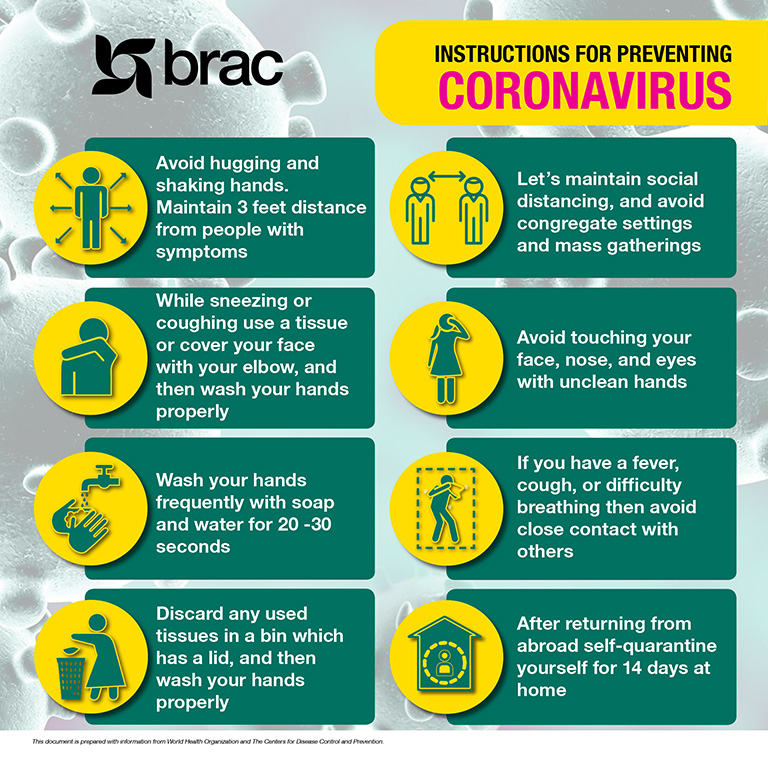 brac
INSTRUCTIONS FOR PREVENTING
CORONAVIRUS
Avoid hugging and
shaking hands.
Maintain 3 feet distance
from people with
symptoms
Let's maintain social
distancing, and avoid
congregate settings
and mass gatherings
While sneezing or
coughing use a tissue
or cover your face
with your elbow, and
then wash your hands
properly
Avoid touching your
face, nose, and eyes
with unclean hands
Wash your hands
frequently with soap
and water for 20 -30
seconds
If you have a fever,
cough, or difficulty
breathing then avoid
close contact with
others
Discard any used
tissues in a bin which
has a lid, and then
wash your hands
properly
After returning from
abroad self-quarantine
yourself for 14 days at
home
This document is prepared with information from World Health Organization and The Centers for Disease Control and Prevention.